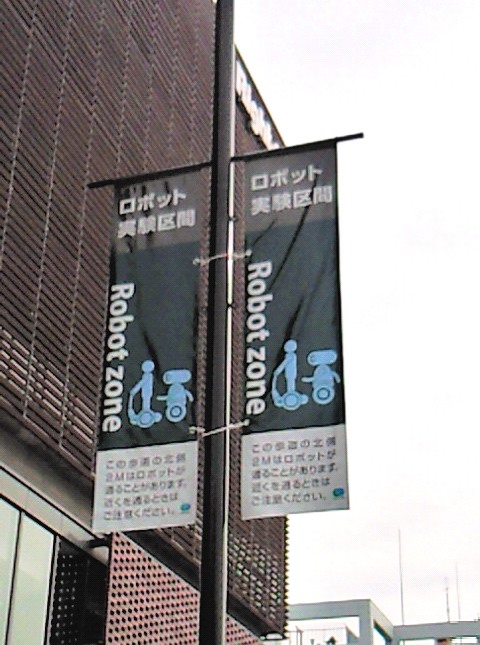 ロボット
実験区間
Robot zone
この歩道の北側
2Mはロボットが
通ることがあります。
近くを通るときは
ご注意ください。
ロボット
実験区間
Robot zone
この歩道の北側
2Mはロボットが
通ることがあります。
近くを通るときは
ご注意ください。